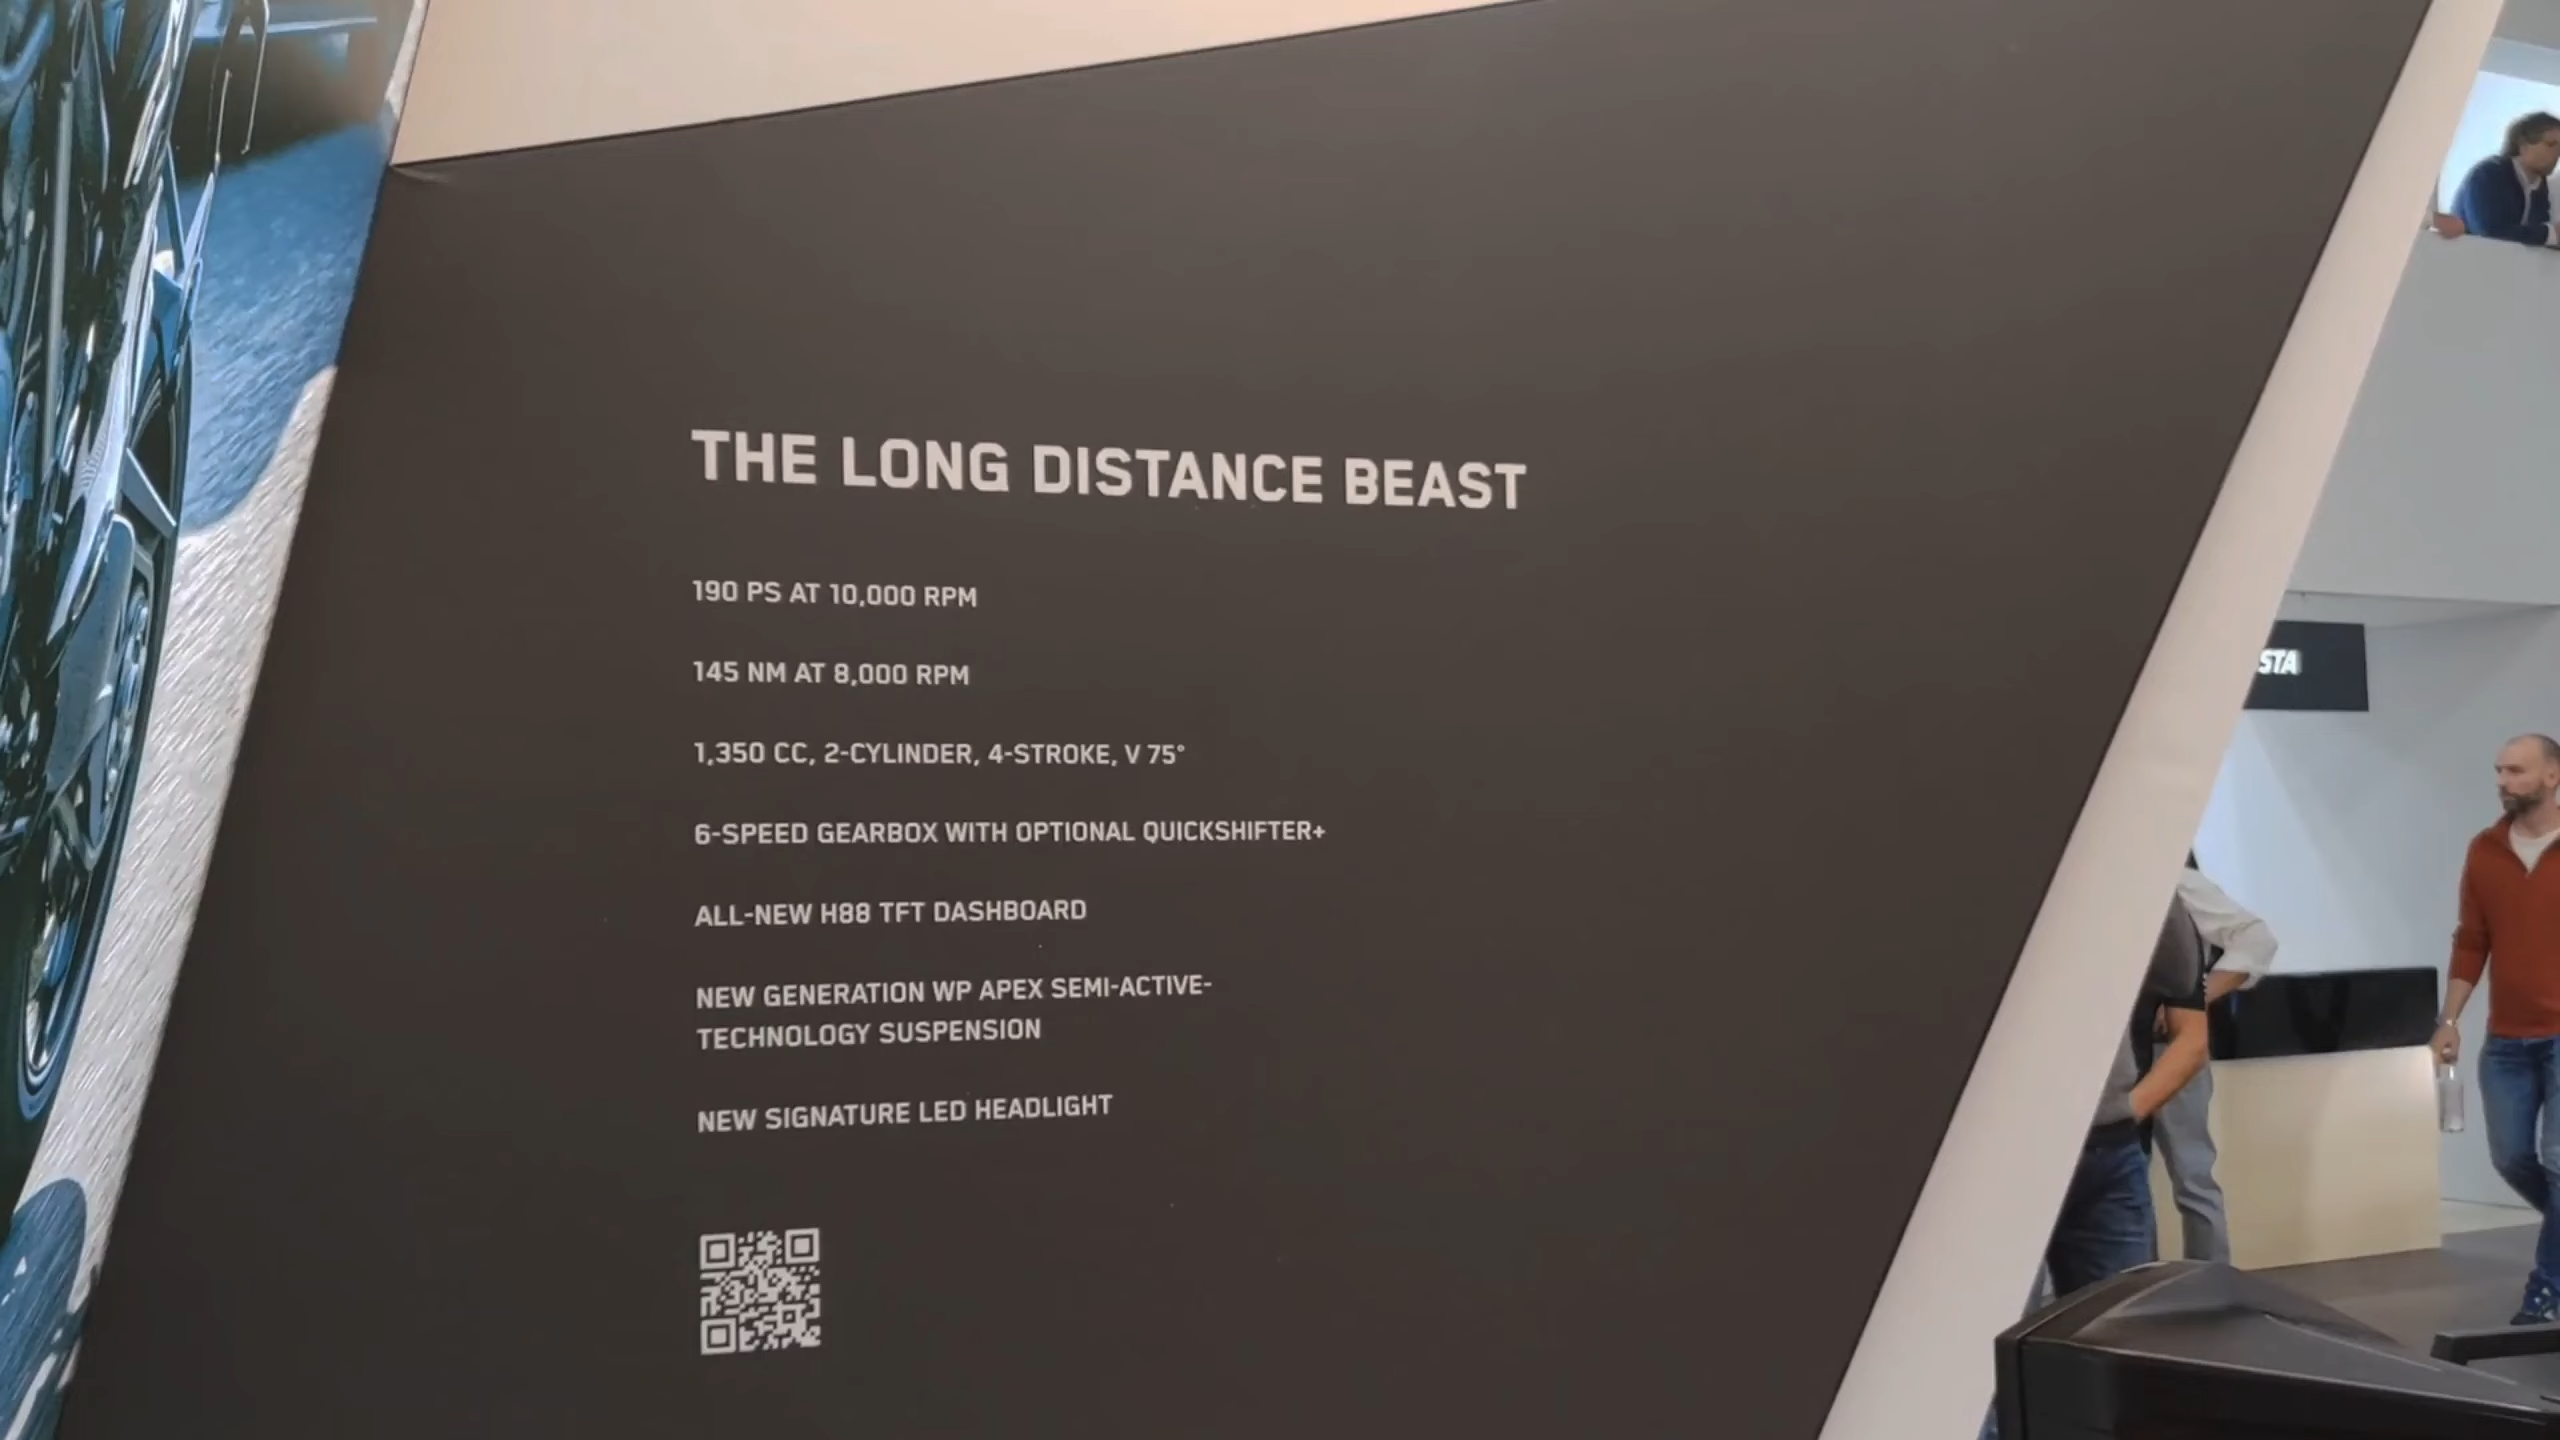 THE LONG DISTANCE BEAST
190 PS AT 10,000 RPM
145 NM AT 8,000 RPM
1,350 CC, 2-CYLINDER, 4-STROKE, V 75°
6-SPEED GEARBOX WITH OPTIONAL QUICKSHIFTER+
ALL-NEW H88 TFT DASHBOARD
NEW GENERATION WP APEX SEMI-ACTIVE-
TECHNOLOGY SUSPENSION
NEW SIGNATURE LED HEADLIGHT
STA